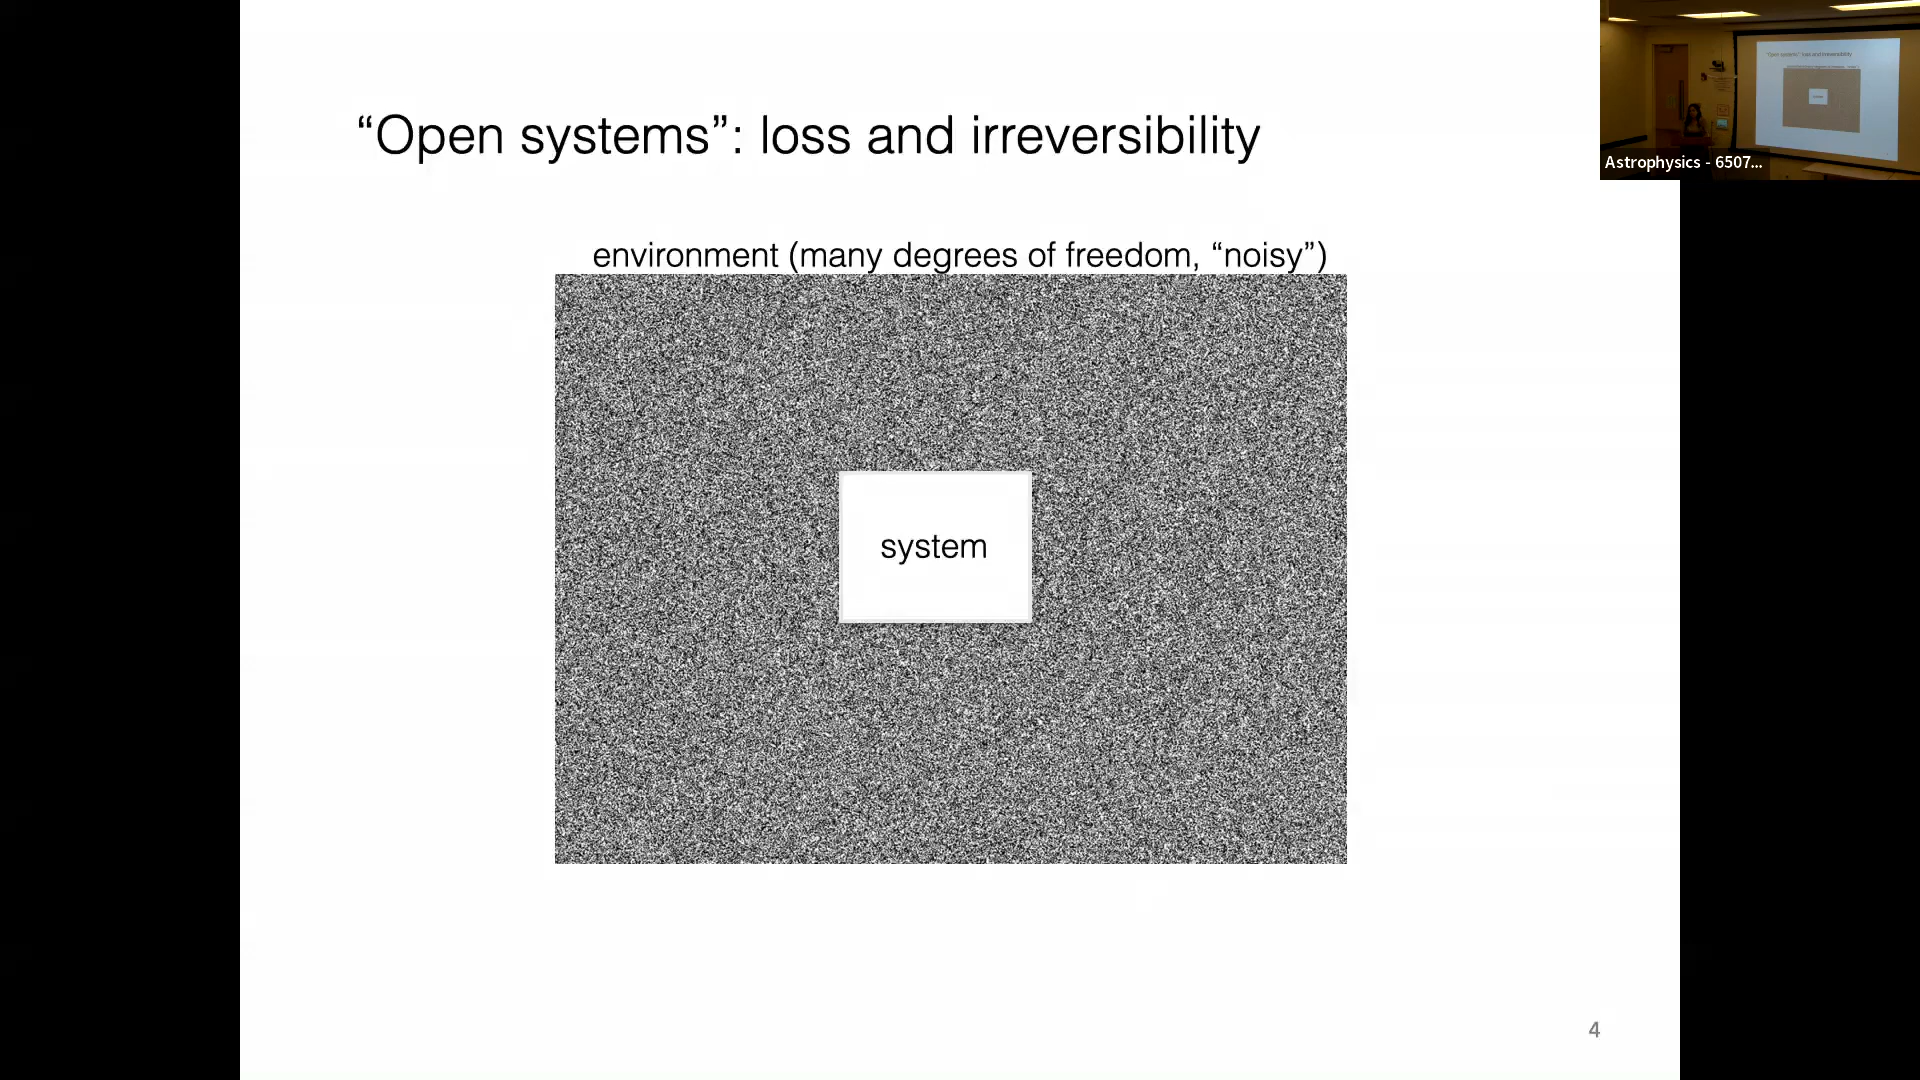 “Open systems”: loss and irreversibility
Astrophysics - 6507...
environment (many degrees of freedom, “noisy”)
system
4